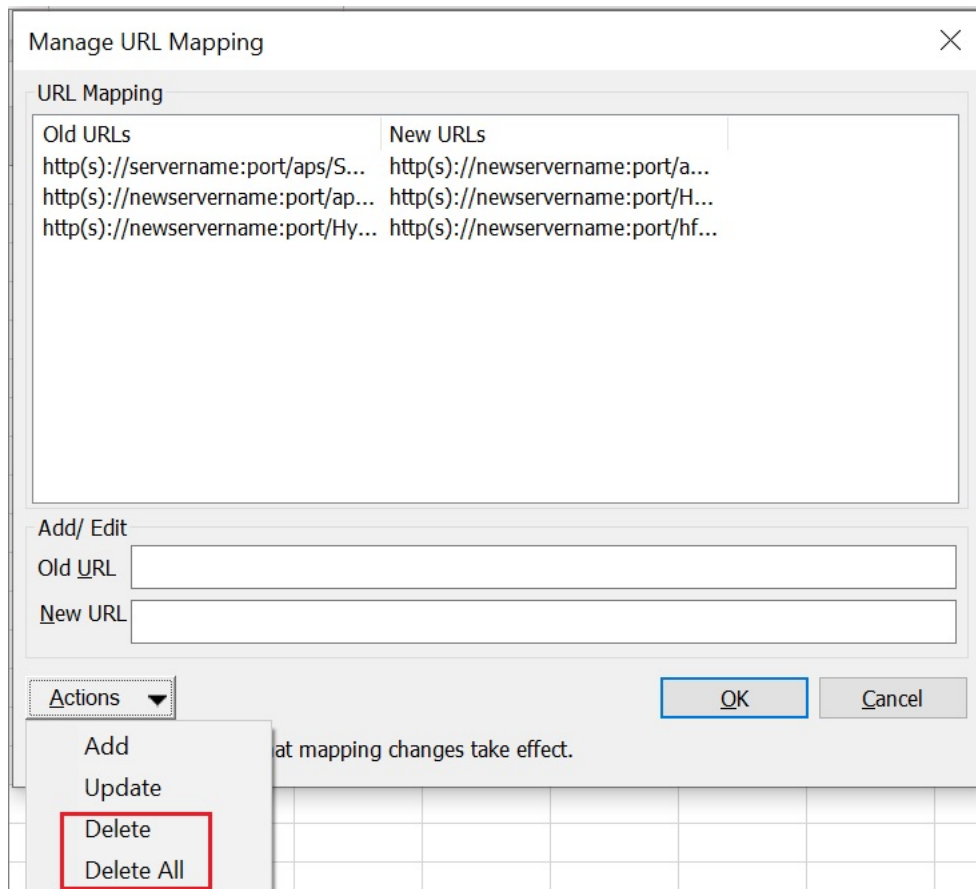 Manage URL Mapping
URL Mapping
Old URLs New URLs
http(s)://servername:port/aps/S... http(s)://newservername:port/a...
http(s)://newservername:port/ap... http(s)://newservername:port/H...
http(s)://newservername:port/Hy... http(s)://newservername:port/hf...
Add/ Edit
Old URL
New URL
Actions OK Cancel
Add
at mapping changes take effect.
Update
Delete
Delete All